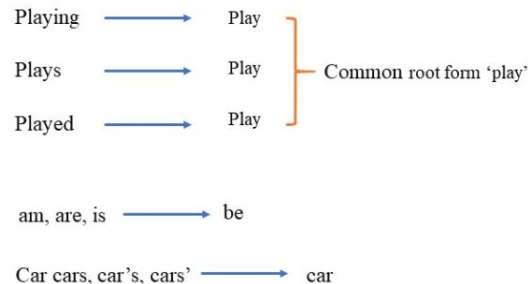 Playing Play
Plays Play Common root form ‘play’
Played Play
am, are, is be
Car cars, car’s, cars’ car